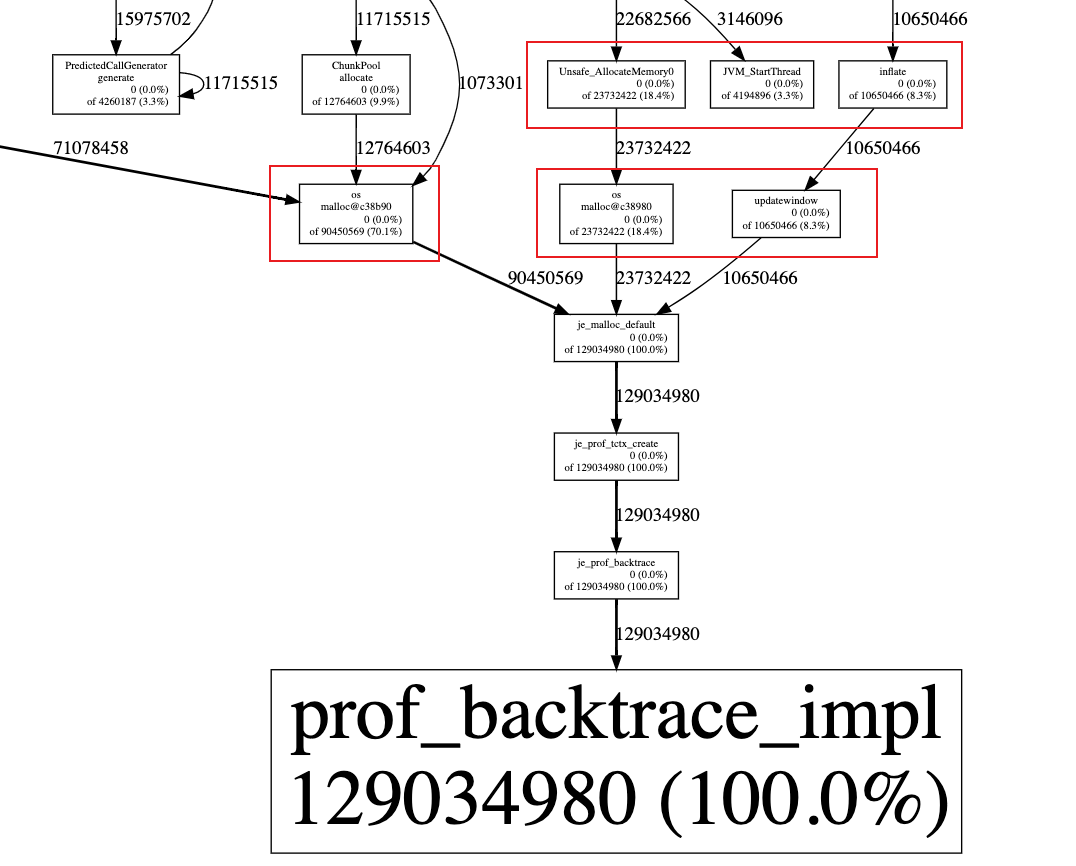 15975702
11715515
22682566
3146096
10650466
PredictedCallGenerator
generate
0 (0.0%)
of 4260187 (3.3%)
11715515
ChunkPool
allocate
0 (0.0%)
of 12764603 (9.9%)
1073301
Unsafe_AllocateMemory0
0 (0.0%)
of 23732422 (18.4%)
JVM_StartThread
0 (0.0%)
of 4194896 (3.3%)
inflate
0 (0.0%)
of 10650466 (8.3%)
71078458
12764603
23732422
10650466
os
malloc@c38b90
0 (0.0%)
of 90450569 (70.1%)
os
malloc@c38980
0 (0.0%)
of 23732422 (18.4%)
updatewindow
0 (0.0%)
of 10650466 (8.3%)
90450569
23732422
10650466
je_malloc_default
0 (0.0%)
of 129034980 (100.0%)
129034980
je_prof_tctx_create
0 (0.0%)
of 129034980 (100.0%)
129034980
je_prof_backtrace
0 (0.0%)
of 129034980 (100.0%)
129034980
prof_backtrace_impl
129034980 (100.0%)